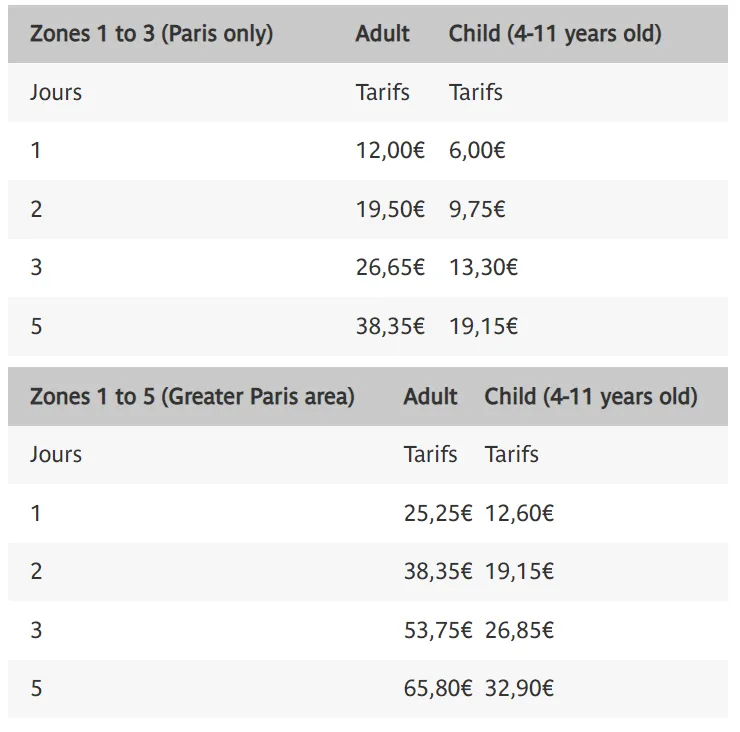 Zones 1 to 3 (Paris only) Adult Child (4-11 years old)
Jours Tarifs Tarifs
1 12,00€ 6,00€
2 19,50€ 9,75€
3 26,65€ 13,30€
5 38,35€ 19,15€
Zones 1 to 5 (Greater Paris area) Adult Child (4-11 years old)
Jours Tarifs Tarifs
1 25,25€ 12,60€
2 38,35€ 19,15€
3 53,75€ 26,85€
5 65,80€ 32,90€